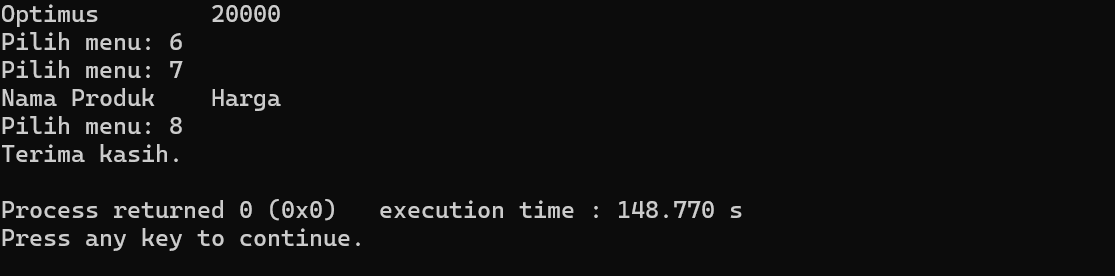 Optimus        20000
Pilih menu: 6
Pilih menu: 7
Nama Produk    Harga
Pilih menu: 8
Terima kasih.
Process returned 0 (0x0)   execution time : 148.770 s
Press any key to continue.